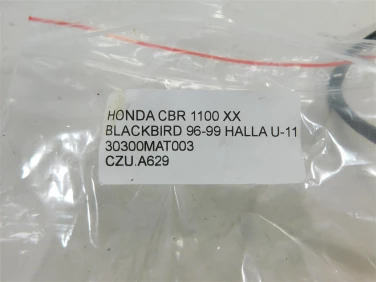 HONDA CBR 1100 XX
BLACKBIRD 96-99 HALLA U-11
30300MAT003
CZU.A629